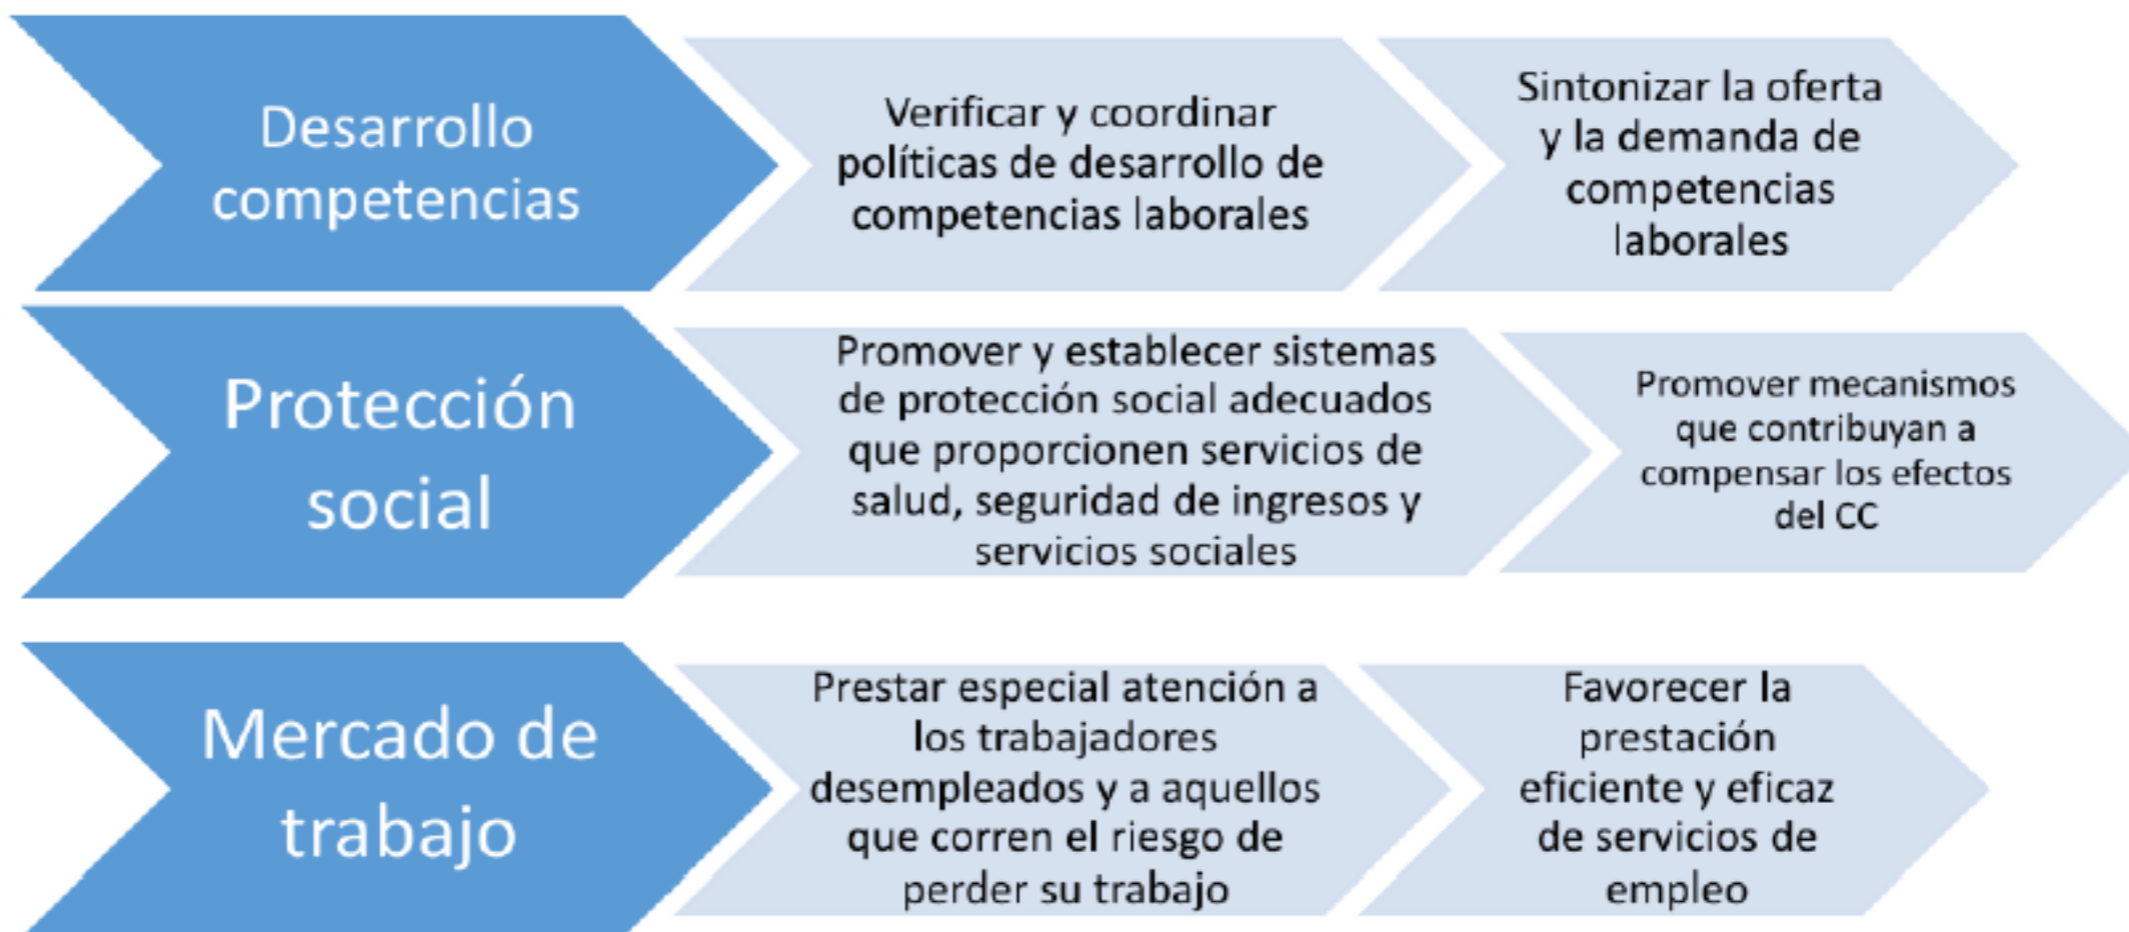 Desarrollo
competencias
Verificar y coordinar
políticas de desarrollo de
competencias laborales
Sintonizar la oferta
y la demanda de
competencias
laborales
Protección
social
Promover y establecer sistemas
de protección social adecuados
que proporcionen servicios de
salud, seguridad de ingresos y
servicios sociales
Promover mecanismos
que contribuyan a
compensar los efectos
del CC
Mercado de
trabajo
Prestar especial atención a
los trabajadores
desempleados y a aquellos
que corren el riesgo de
perder su trabajo
Favorecer la
prestación
eficiente y eficaz
de servicios de
empleo